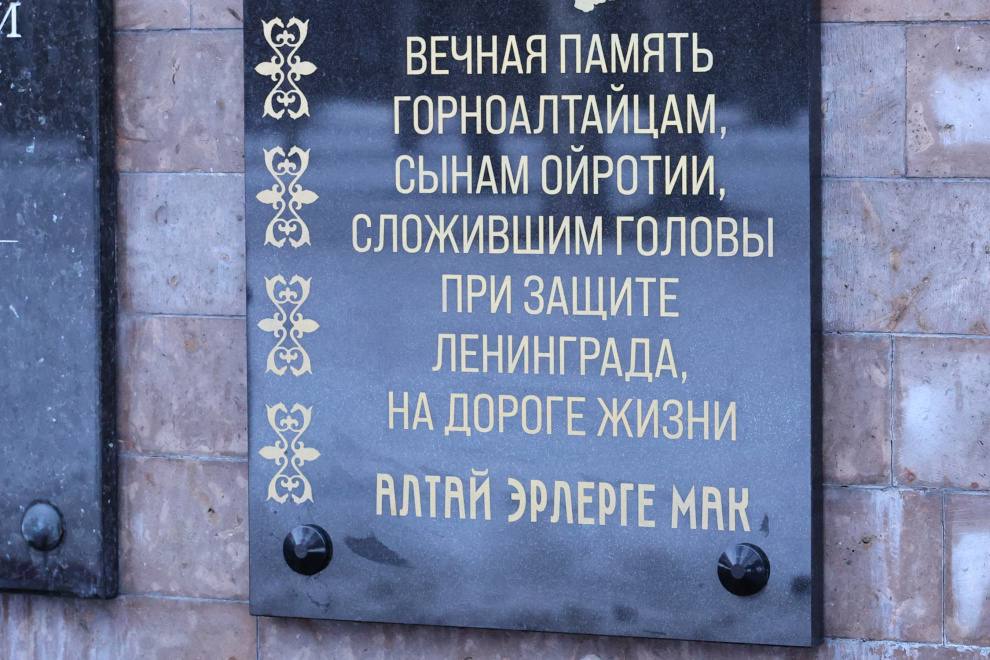 И
ВЕЧНАЯ ПАМЯТЬ
ГОРНОАЛТАЙЦАМ,
СЫНАМ ОЙРОТИИ,
СЛОЖИВШИМ ГОЛОВЫ
ПРИ ЗАЩИТЕ
ЛЕНИНГРАДА,
НА ДОРОГЕ ЖИЗНИ
АЛТАЙ ЭРЛЕРГЕ МАК